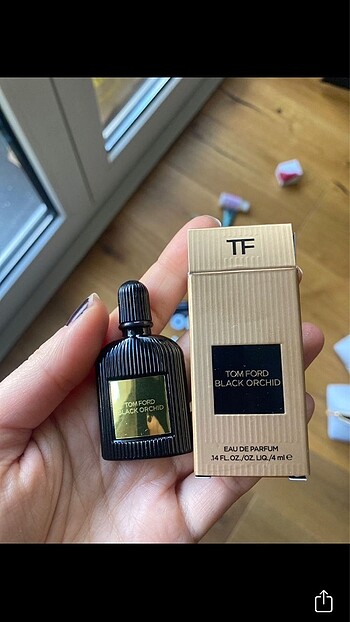 TOM FORD
BLACK ORCHID
TF
TOM FORD
BLACK ORCHID
EAU DE PARFUM
.14 FL.OZ./OZ. LIQ./4 ml e